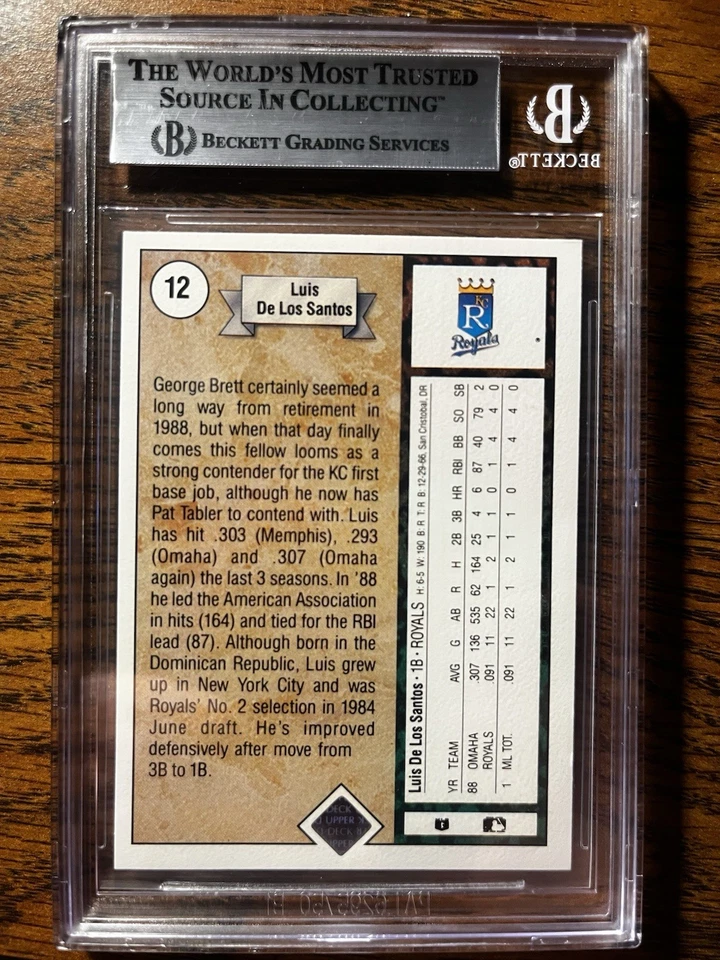 THE WORLD'S MOST TRUSTED
SOURCE IN COLLECTING™
B BECKETT GRADING SERVICES
B
BECKETT®
12
Luis
De Los Santos
KC
R
Royals
George Brett certainly seemed a
long way from retirement in
1988, but when that day finally
comes this fellow looms as a
strong contender for the KC first
base job, although he now has
Pat Tabler to contend with. Luis
has hit .303 (Memphis), .293
(Omaha) and .307 (Omaha
again) the last 3 seasons. In '88
he led the American Association
in hits (164) and tied for the RBI
lead (87). Although born in the
Dominican Republic, Luis grew
up in New York City and was
Royals' No. 2 selection in 1984
June draft. He's improved
defensively after move from
3B to 1B.
Luis De Los Santos · 1B · ROYALS H: 6-5 W: 190 B: R T: R B: 12-29-66, San Cristobal, DR
YR TEAM AVG G AB R H 2B 3B HR RBI BB SO SB
88 OMAHA .307 136 535 62 164 25 4 6 87 40 79 2
ROYALS .091 11 22 1 2 1 1 0 1 4 4 0
1 ML TOT. .091 11 22 1 2 1 1 0 1 4 4 0
DECK
UPPER
DECK
UPPER